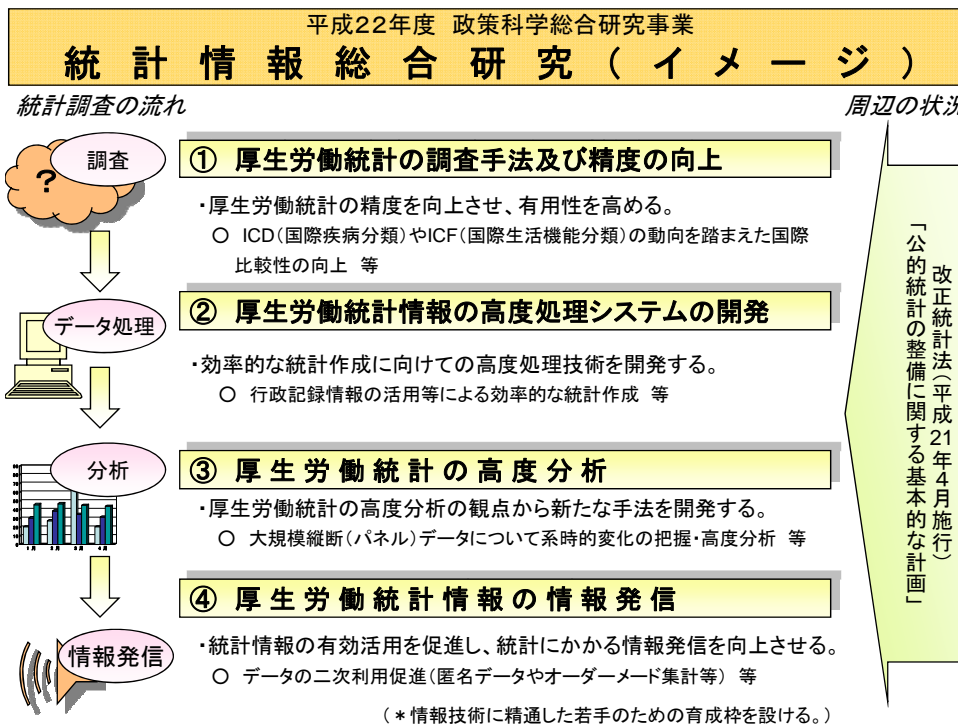 平成22年度 政策科学総合研究事業
統計情報総合研究(イメージ)
統計調査の流れ
周辺の状況
調査
?
① 厚生労働統計の調査手法及び精度の向上
・厚生労働統計の精度を向上させ、有用性を高める。
○ ICD(国際疾病分類)やICF(国際生活機能分類)の動向を踏まえた国際
比較性の向上 等
データ処理
② 厚生労働統計情報の高度処理システムの開発
・効率的な統計作成に向けての高度処理技術を開発する。
○ 行政記録情報の活用等による効率的な統計作成 等
分析
1月 2月 3月 4月
③ 厚生労働統計の高度分析
・厚生労働統計の高度分析の観点から新たな手法を開発する。
○ 大規模縦断(パネル)データについて系時的変化の把握・高度分析 等
④ 厚生労働統計情報の情報発信
情報発信
・統計情報の有効活用を促進し、統計にかかる情報発信を向上させる。
○ データの二次利用促進(匿名データやオーダーメード集計等) 等
(*情報技術に精通した若手のための育成枠を設ける。)
改正統計法(平成21年4月施行)
「公的統計の整備に関する基本的な計画」